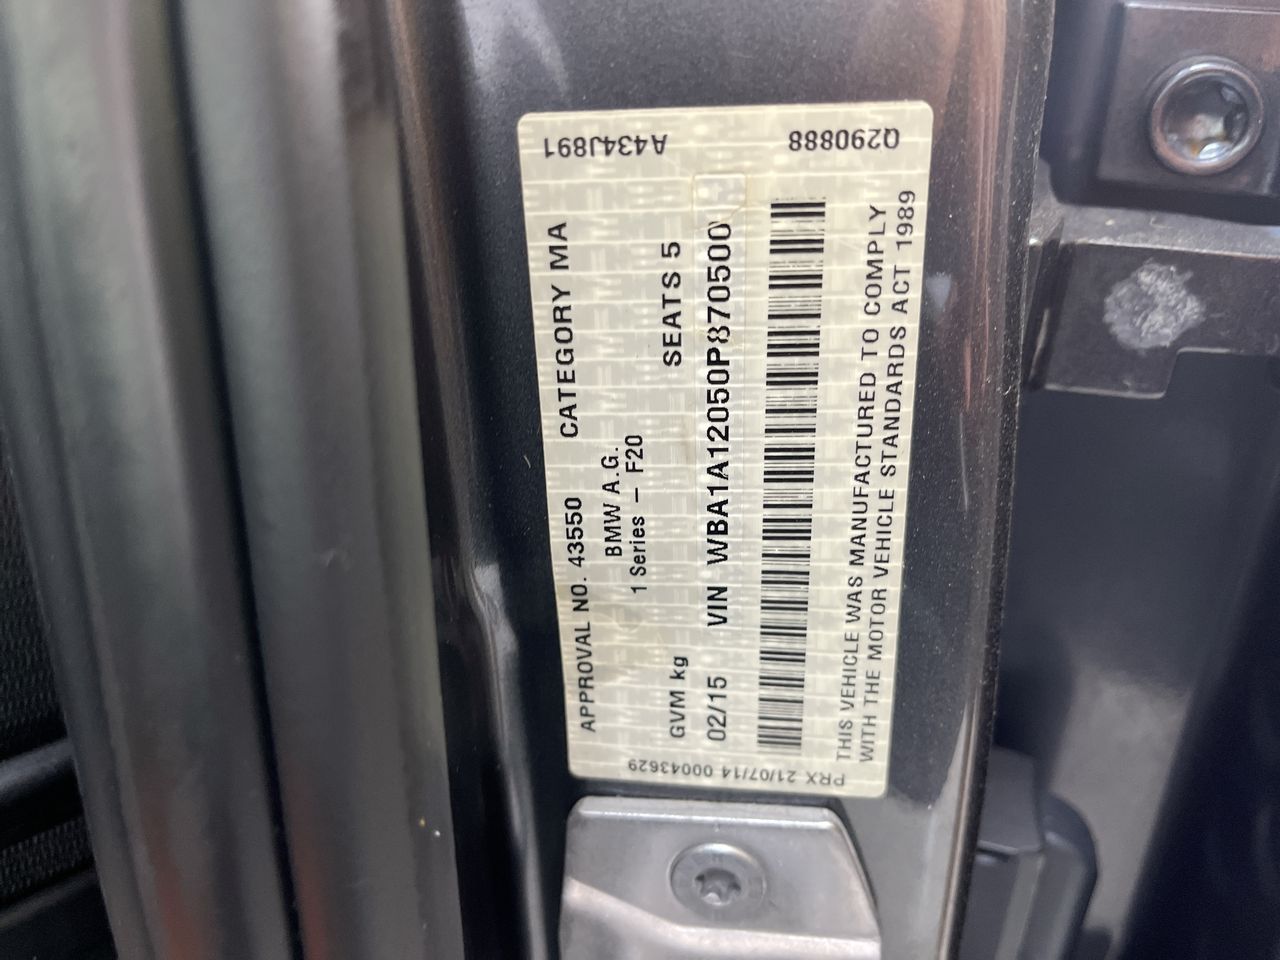 APPROVAL NO. 43550 CATEGORY MA
BMW A.G.
1 Series – F20
GVM kg SEATS 5
02/15 VIN WBA1A12050P870500
THIS VEHICLE WAS MANUFACTURED TO COMPLY
WITH THE MOTOR VEHICLE STANDARDS ACT 1989
A434J891 Q290888
PRX 21/07/14 00043629